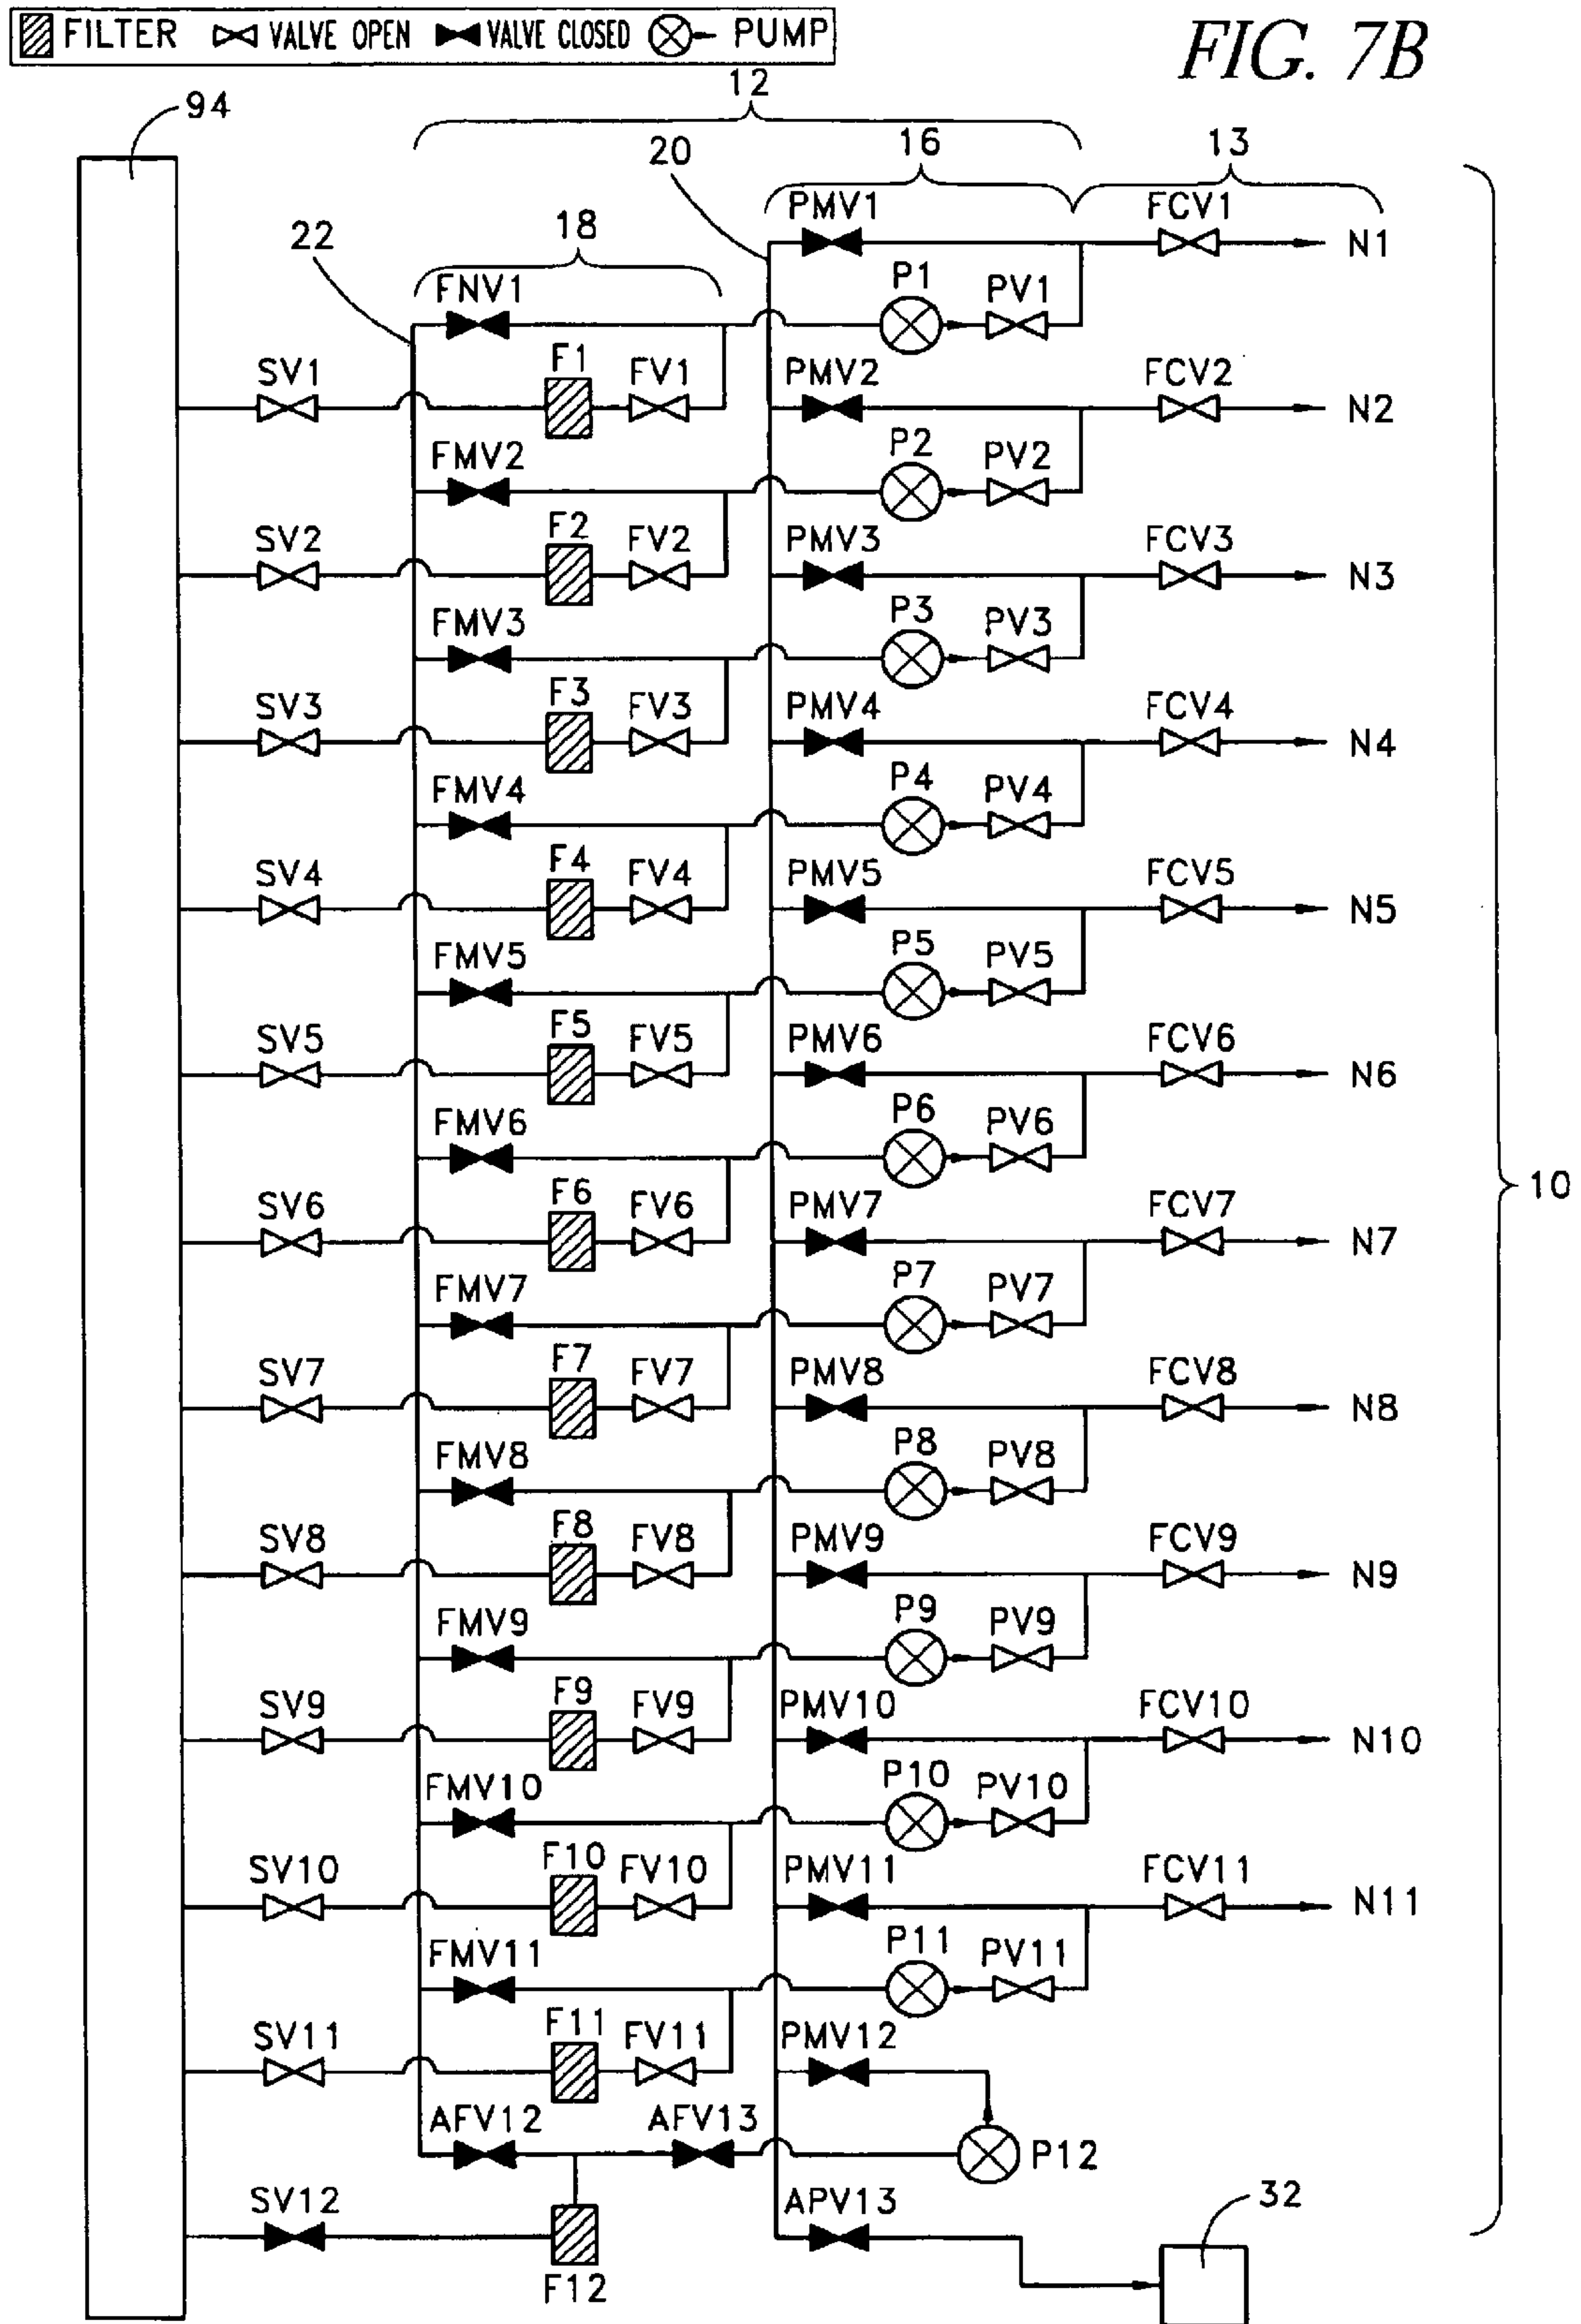 FILTER VALVE OPEN VALVE CLOSED PUMP
FIG. 7B
12
94
20 16 13
PMV1 FCV1
22 18 N1
FNV1 P1 PV1
SV1 F1 FV1 PMV2 FCV2
N2
FMV2 P2 PV2
SV2 F2 FV2 PMV3 FCV3
N3
FMV3 P3 PV3
SV3 F3 FV3 PMV4 FCV4
N4
FMV4 P4 PV4
SV4 F4 FV4 PMV5 FCV5
N5
FMV5 P5 PV5
SV5 F5 FV5 PMV6 FCV6
N6
FMV6 P6 PV6
10
SV6 F6 FV6 PMV7 FCV7
N7
FMV7 P7 PV7
SV7 F7 FV7 PMV8 FCV8
N8
FMV8 P8 PV8
SV8 F8 FV8 PMV9 FCV9
N9
FMV9 P9 PV9
SV9 F9 FV9 PMV10 FCV10
N10
FMV10 P10 PV10
SV10 F10 FV10 PMV11 FCV11
N11
FMV11 P11 PV11
SV11 F11 FV11 PMV12
AFV12 AFV13 P12
SV12 APV13 32
F12